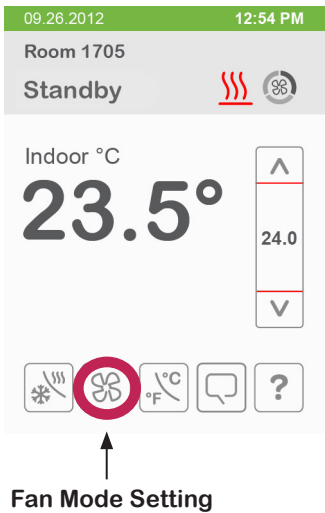 09.26.2012 12:54 PM
Room 1705
Standby
Indoor °C
23.5°
24.0
°F °C ?
Fan Mode Setting